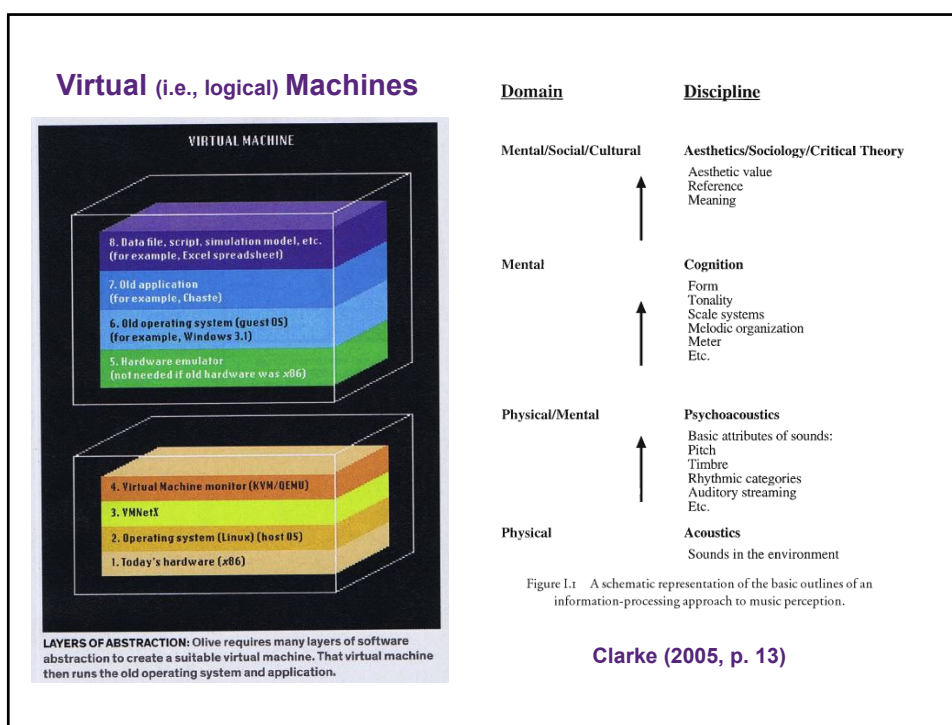 Virtual (i.e., logical) Machines
VIRTUAL MACHINE
8. Data file, script, simulation model, etc.
(for example, Excel spreadsheet)
7. Old application
(for example, Chaste)
6. Old operating system (guest OS)
(for example, Windows 3.1)
5. Hardware emulator
(not needed if old hardware was x86)
4. Virtual Machine monitor (KVM/QEMU)
3. VMNetX
2. Operating system (Linux) (host OS)
1. Today's hardware (x86)
LAYERS OF ABSTRACTION: Olive requires many layers of software
abstraction to create a suitable virtual machine. That virtual machine
then runs the old operating system and application.
Domain Discipline
Mental/Social/Cultural Aesthetics/Sociology/Critical Theory
Aesthetic value
Reference
Meaning
Mental Cognition
Form
Tonality
Scale systems
Melodic organization
Meter
Etc.
Physical/Mental Psychoacoustics
Basic attributes of sounds:
Pitch
Timbre
Rhythmic categories
Auditory streaming
Etc.
Physical Acoustics
Sounds in the environment
Figure I.1 A schematic representation of the basic outlines of an
information-processing approach to music perception.
Clarke (2005, p. 13)